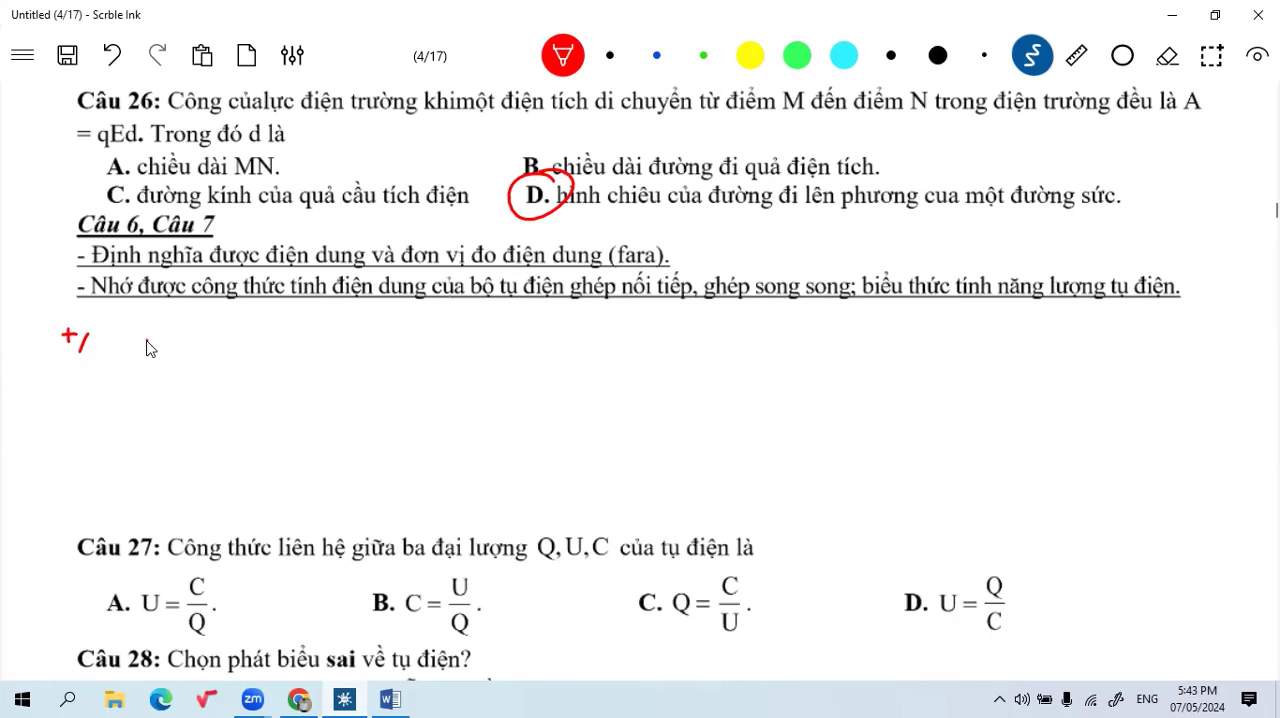 Untitled (4/17) - Scrble Ink
(4/17)
Câu 26: Công củalực điện trường khimột điện tích di chuyển từ điểm M đến điểm N trong điện trường đều là A
= qEd. Trong đó d là
A. chiều dài MN. B. chiều dài đường đi quả điện tích.
C. đường kính của quả cầu tích điện D. hình chiêu của đường đi lên phương cua một đường sức.
Câu 6, Câu 7
- Định nghĩa được điện dung và đơn vị đo điện dung (fara).
- Nhớ được công thức tính điện dung của bộ tụ điện ghép nối tiếp, ghép song song; biểu thức tính năng lượng tụ điện.
+/
Câu 27: Công thức liên hệ giữa ba đại lượng Q, U, C của tụ điện là
A. U = C/Q. B. C = U/Q. C. Q = C/U. D. U = Q/C
Câu 28: Chọn phát biểu sai về tụ điện?
ENG
5:43 PM
07/05/2024